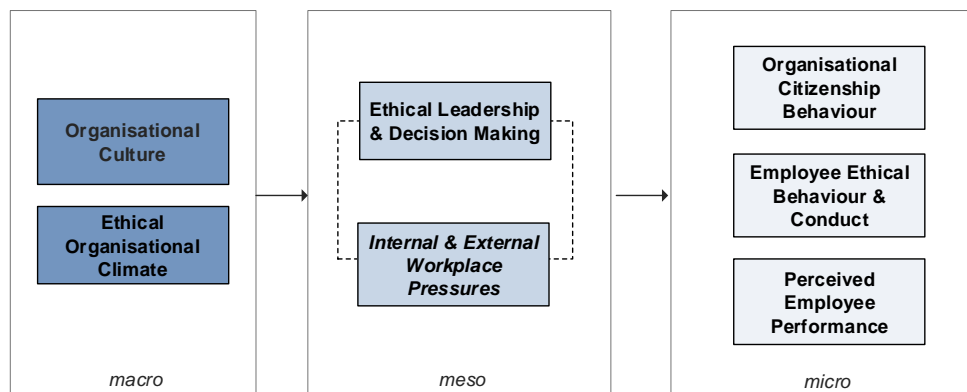 Organisational
Culture
Ethical
Organisational
Climate
macro
Ethical Leadership
& Decision Making
Internal & External
Workplace
Pressures
meso
Organisational
Citizenship
Behaviour
Employee Ethical
Behaviour &
Conduct
Perceived
Employee
Performance
micro